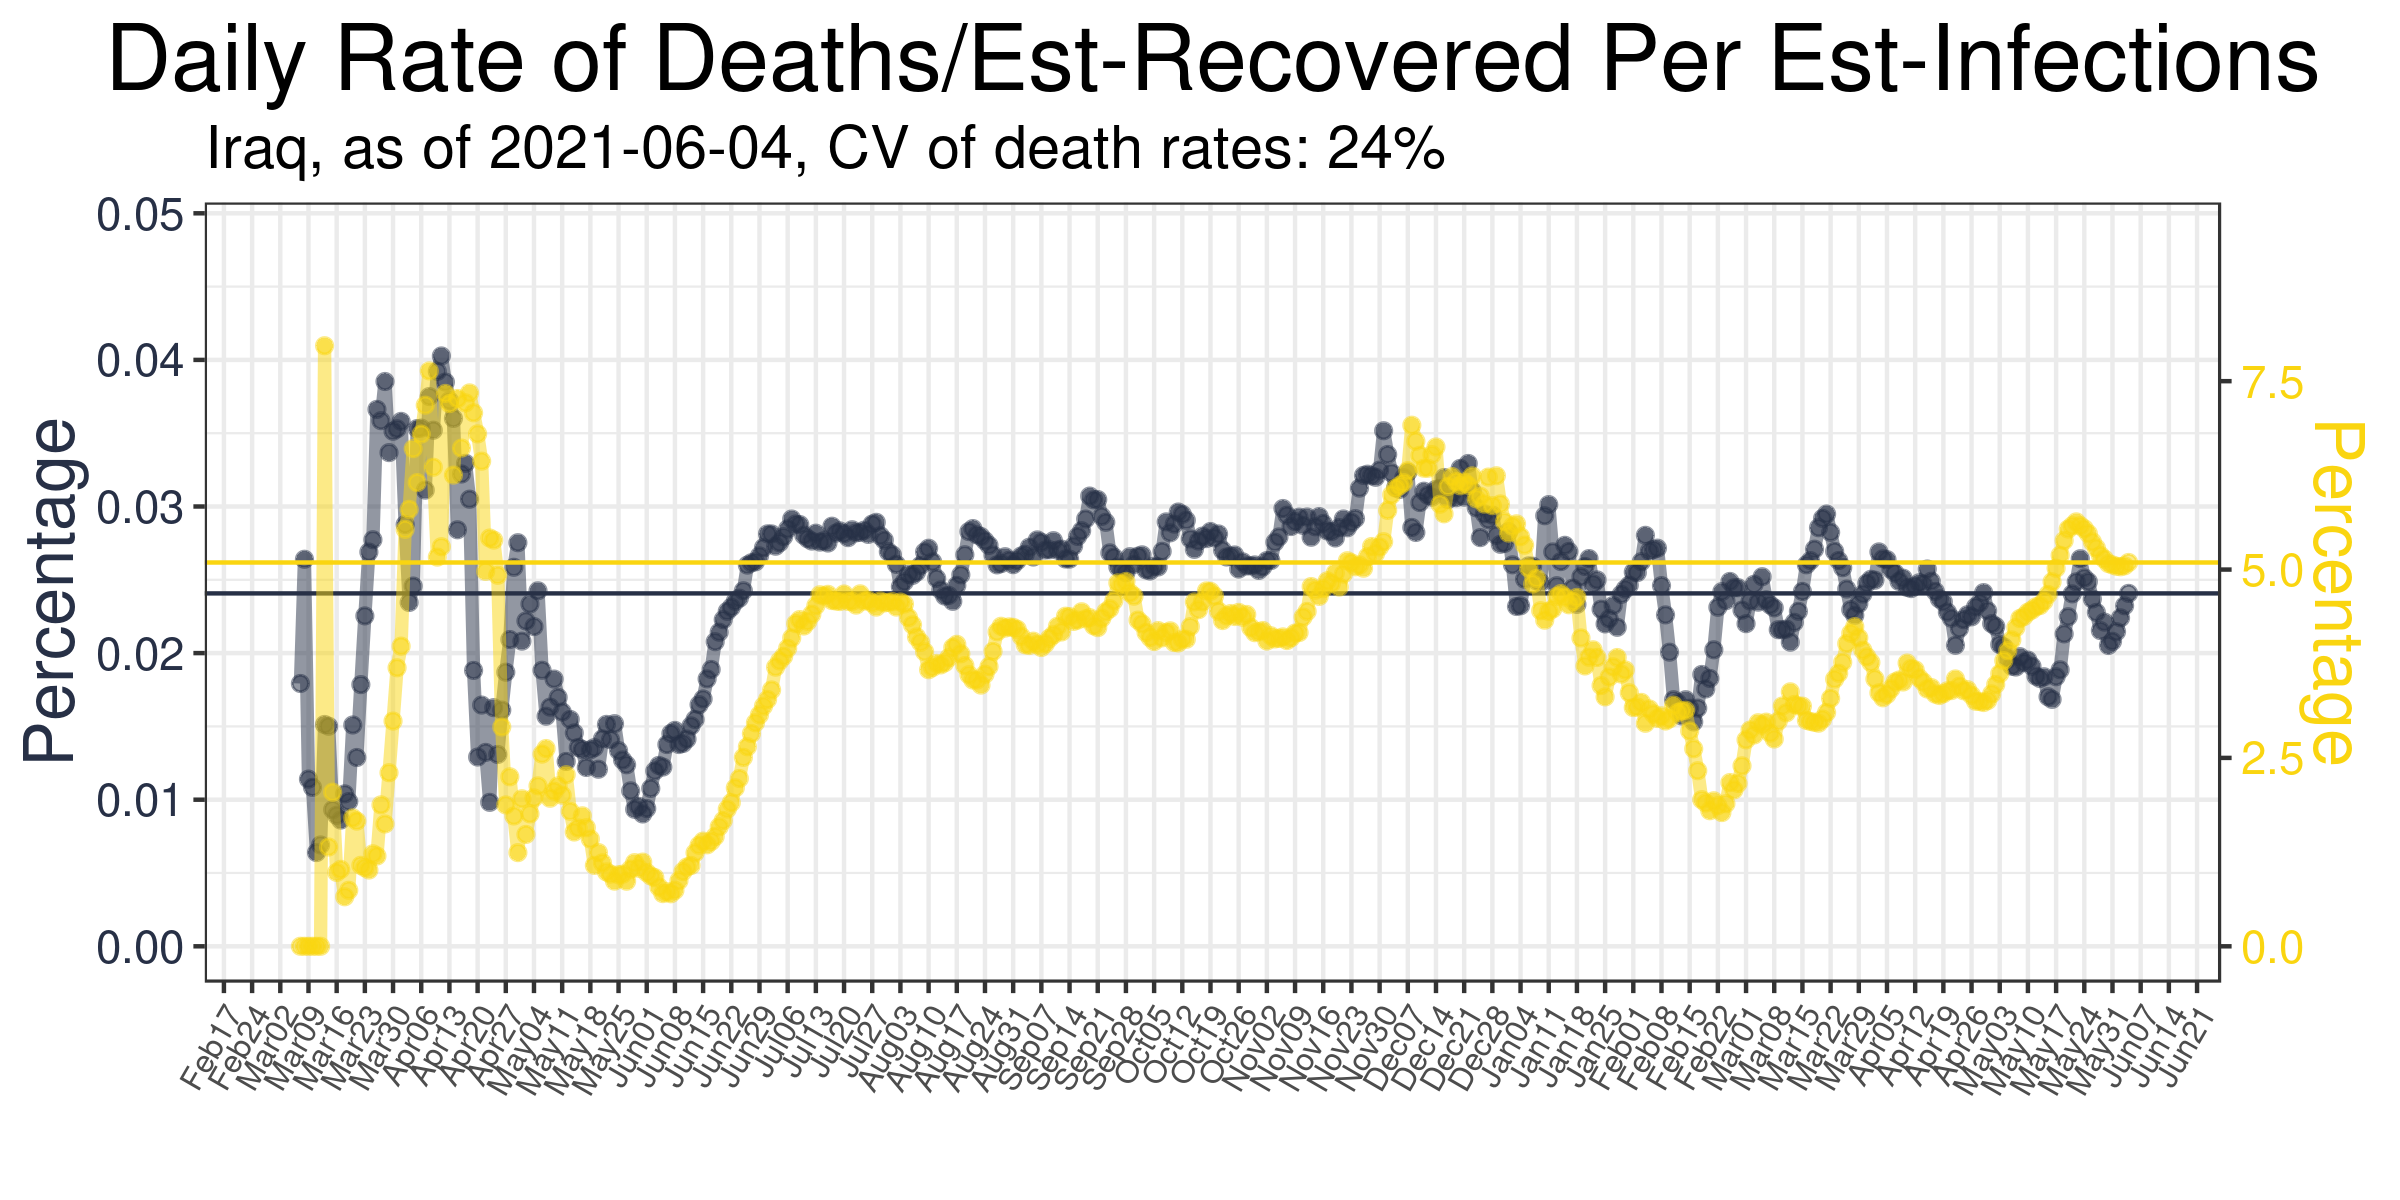 Daily Rate of Deaths/Est-Recovered Per Est-Infections
Iraq, as of 2021-06-04, CV of death rates: 24%
Percentage
0.05
0.04
0.03
0.02
0.01
0.00
7.5
5.0
2.5
0.0
Percentage
Feb17
Feb24
Mar02
Mar09
Mar16
Mar23
Mar30
Apr06
Apr13
Apr20
Apr27
May04
May11
May18
May25
Jun01
Jun08
Jun15
Jun22
Jun29
Jul06
Jul13
Jul20
Jul27
Aug03
Aug10
Aug17
Aug24
Aug31
Sep07
Sep14
Sep21
Sep28
Oct05
Oct12
Oct19
Oct26
Nov02
Nov09
Nov16
Nov23
Nov30
Dec07
Dec14
Dec21
Dec28
Jan04
Jan11
Jan18
Jan25
Feb01
Feb08
Feb15
Feb22
Mar01
Mar08
Mar15
Mar22
Mar29
Apr05
Apr12
Apr19
Apr26
May03
May10
May17
May24
May31
Jun07
Jun14
Jun21